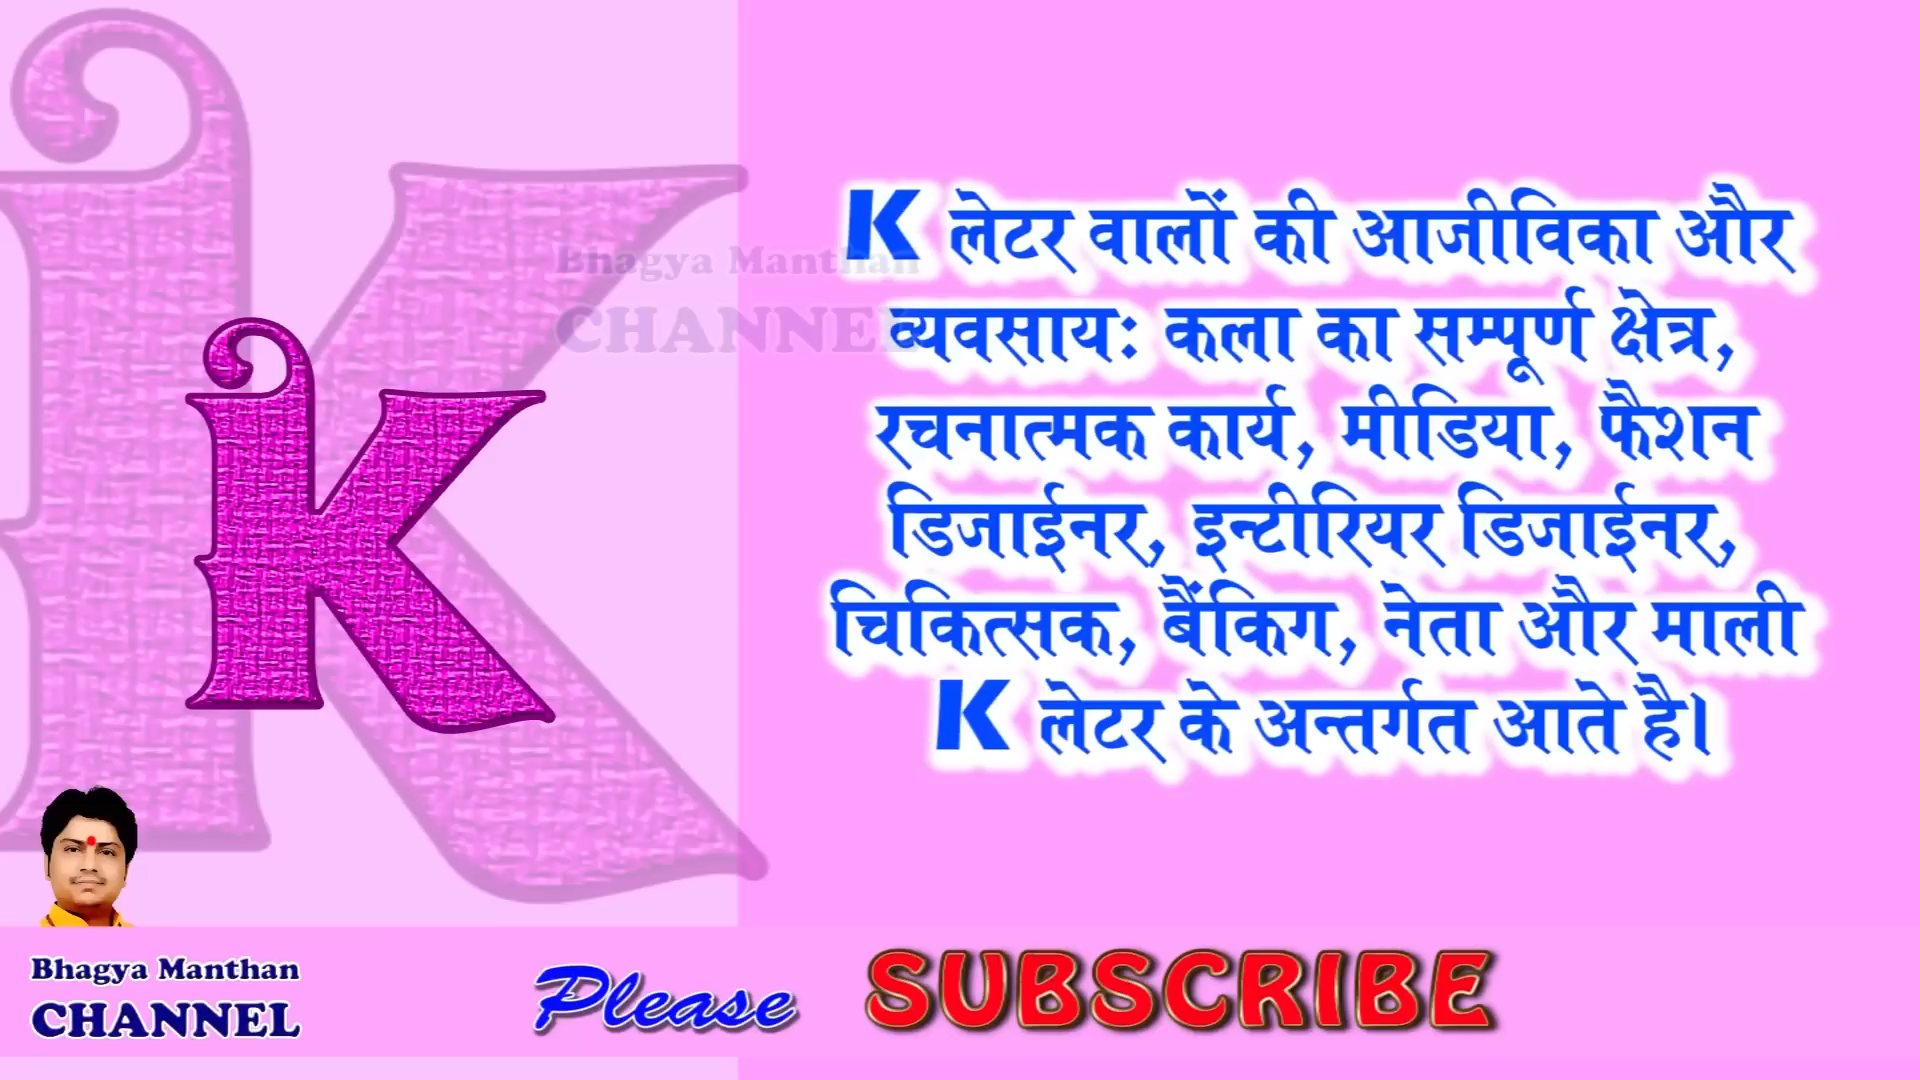 K
Bhagya Manthan
CHANNEL
K लेटर वालों की आजीविका और
व्यवसायः कला का सम्पूर्ण क्षेत्र,
रचनात्मक कार्य, मीडिया, फैशन
डिजाईनर, इन्टीरियर डिजाईनर,
चिकित्सक, बैंकिग, नेता और माली
K लेटर के अन्तर्गत आते है।
Bhagya Manthan
CHANNEL
Please SUBSCRIBE